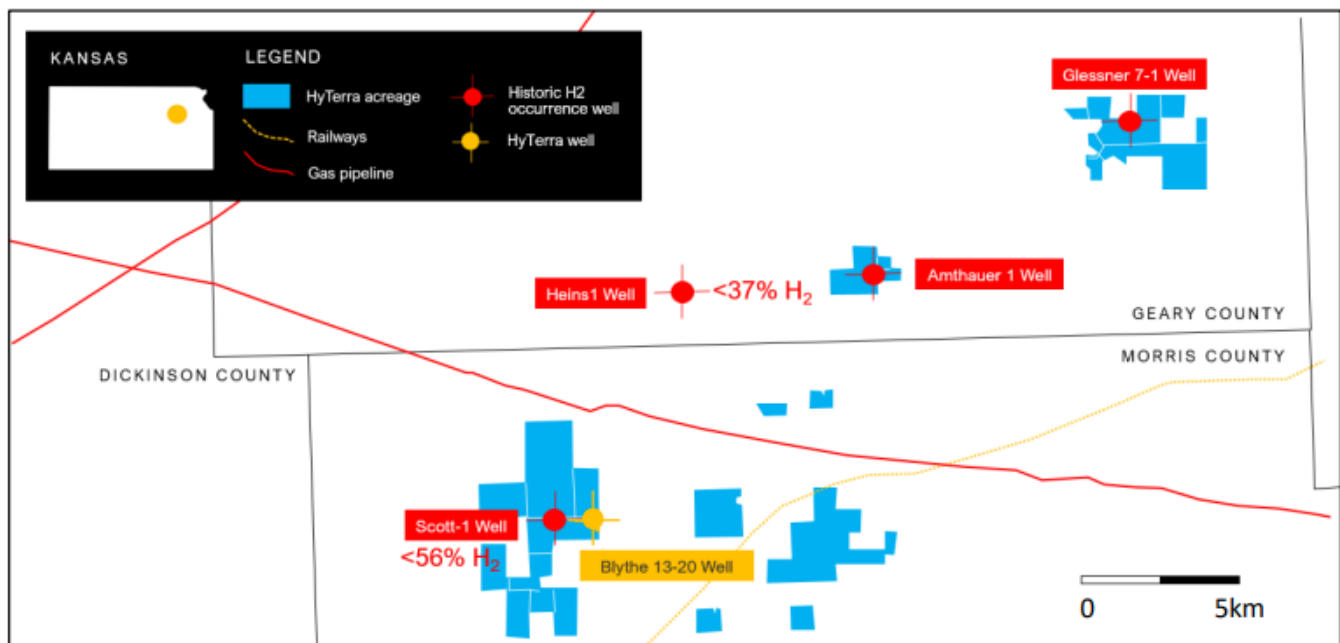 KANSAS
LEGEND
HyTerra acreage
Railways
Gas pipeline
Historic H2
occurrence well
HyTerra well
Glessner 7-1 Well
Heins1 Well
<37% H₂
Amthauer 1 Well
GEARY COUNTY
MORRIS COUNTY
DICKINSON COUNTY
Scott-1 Well
<56% H₂
Blythe 13-20 Well
0 5km